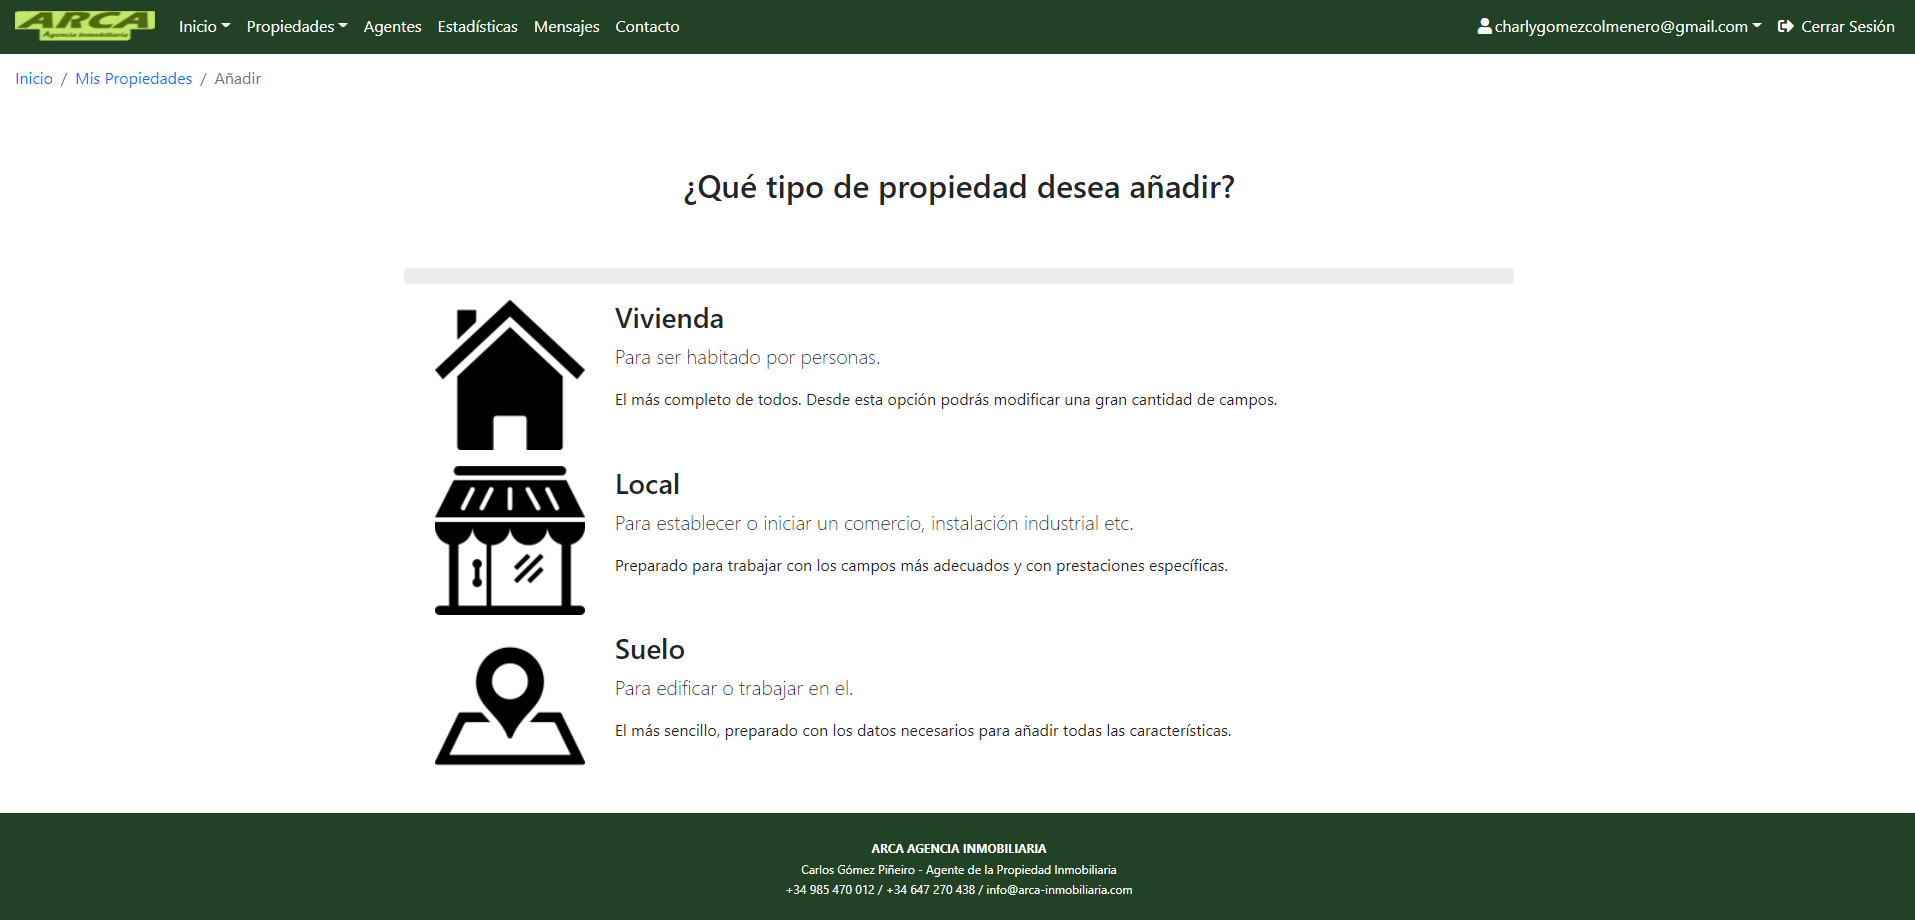 ARCA
Agencia Inmobiliaria
Inicio Propiedades Agentes Estadísticas Mensajes Contacto
charlygomezcolmenero@gmail.com Cerrar Sesión
Inicio / Mis Propiedades / Añadir
¿Qué tipo de propiedad desea añadir?
Vivienda
Para ser habitado por personas.
El más completo de todos. Desde esta opción podrás modificar una gran cantidad de campos.
Local
Para establecer o iniciar un comercio, instalación industrial etc.
Preparado para trabajar con los campos más adecuados y con prestaciones específicas.
Suelo
Para edificar o trabajar en el.
El más sencillo, preparado con los datos necesarios para añadir todas las características.
ARCA AGENCIA INMOBILIARIA
Carlos Gómez Piñeiro - Agente de la Propiedad Inmobiliaria
+34 985 470 012 / +34 647 270 438 / info@arca-inmobiliaria.com